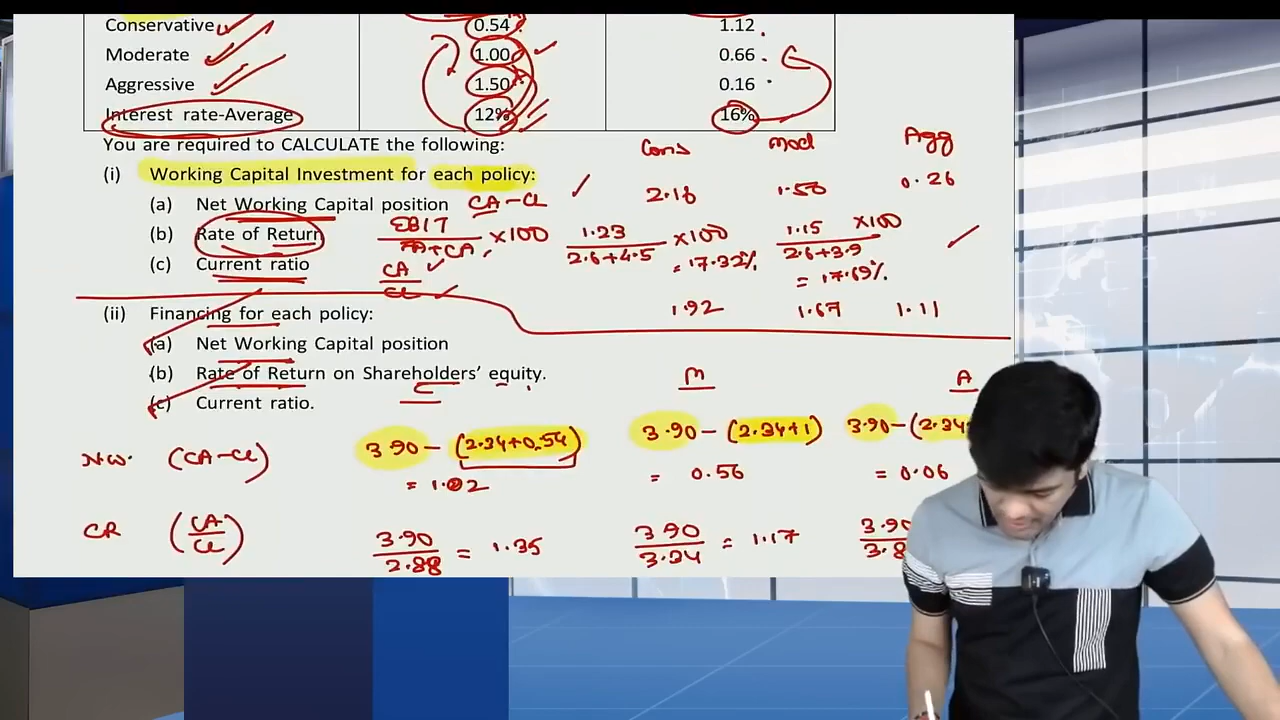 Conservative 0.54 1.12
Moderate 1.00 0.66
Aggressive 1.50 0.16
Interest rate-Average 12% 16%
You are required to CALCULATE the following:
Cons Mod Agg
(i) Working Capital Investment for each policy:
(a) Net Working Capital position CA-CL 2.16 1.56 0.26
(b) Rate of Return EBIT/FA+CA ×100 1.23/2.6+4.5 ×100 = 17.32% 1.15/2.6+3.9 ×100 = 17.69%
(c) Current ratio CA/CL 1.92 1.67 1.11
(ii) Financing for each policy:
(a) Net Working Capital position
(b) Rate of Return on Shareholders' equity.
(c) Current ratio.
M A
N.W. (CA-CL) 3.90-(2.34+0.54) 3.90-(2.34+1) 3.90-(2.34
= 1.02 = 0.56 = 0.06
CR (CA/CL) 3.90/2.88 = 1.35 3.90/3.34 = 1.17 3.90/3.8